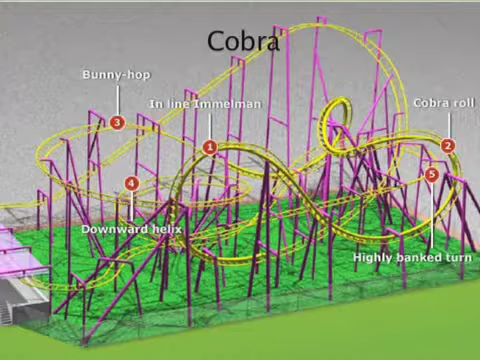 Cobra
Bunny-hop
3
In line Immelman
1
Cobra roll
2
4
5
Downward helix
Highly banked turn